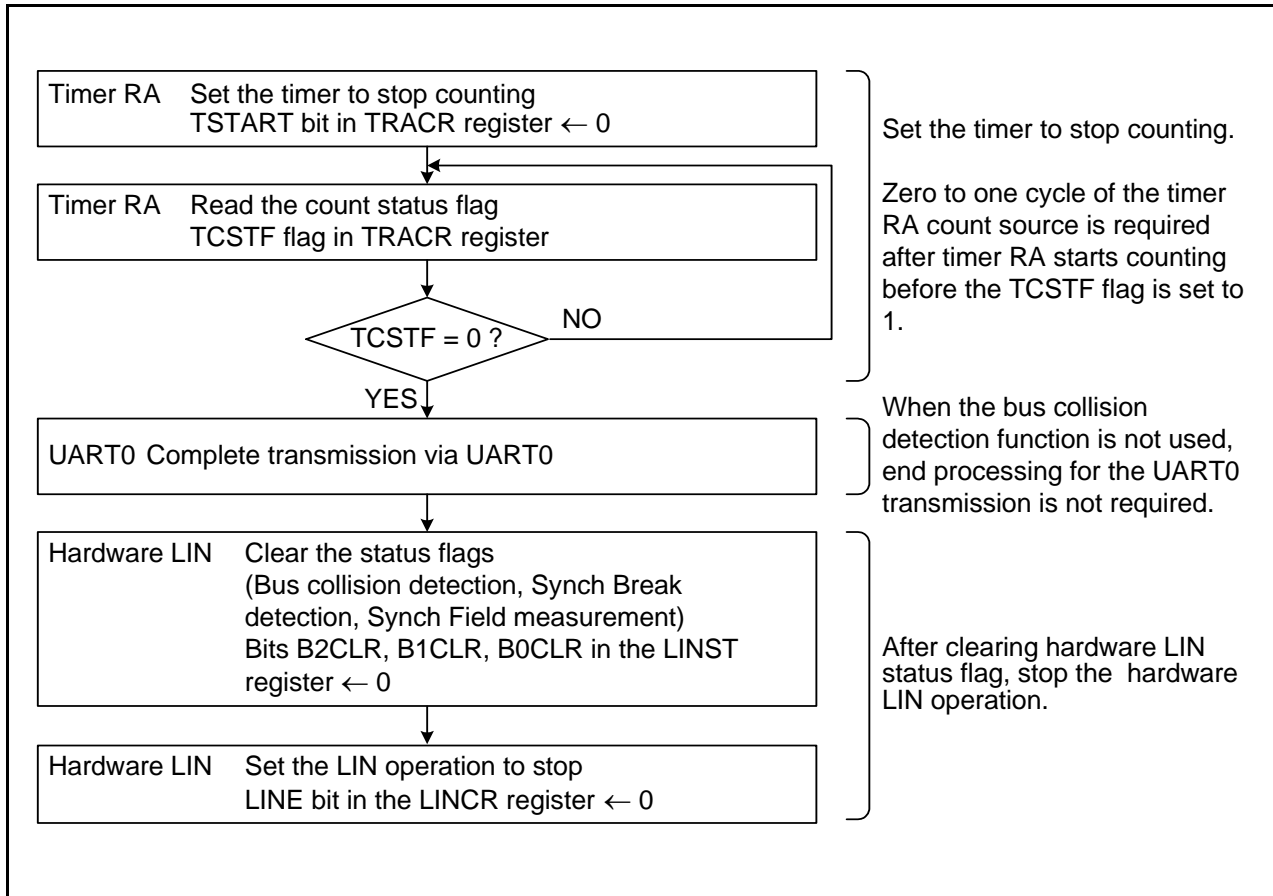 Timer RA Set the timer to stop counting
TSTART bit in TRACR register ← 0
Set the timer to stop counting.
Timer RA Read the count status flag
TCSTF flag in TRACR register
Zero to one cycle of the timer
RA count source is required
after timer RA starts counting
before the TCSTF flag is set to
1.
TCSTF = 0 ?
NO
YES
UART0 Complete transmission via UART0
When the bus collision
detection function is not used,
end processing for the UART0
transmission is not required.
Hardware LIN Clear the status flags
(Bus collision detection, Synch Break
detection, Synch Field measurement)
Bits B2CLR, B1CLR, B0CLR in the LINST
register ← 0
After clearing hardware LIN
status flag, stop the hardware
LIN operation.
Hardware LIN Set the LIN operation to stop
LINE bit in the LINCR register ← 0